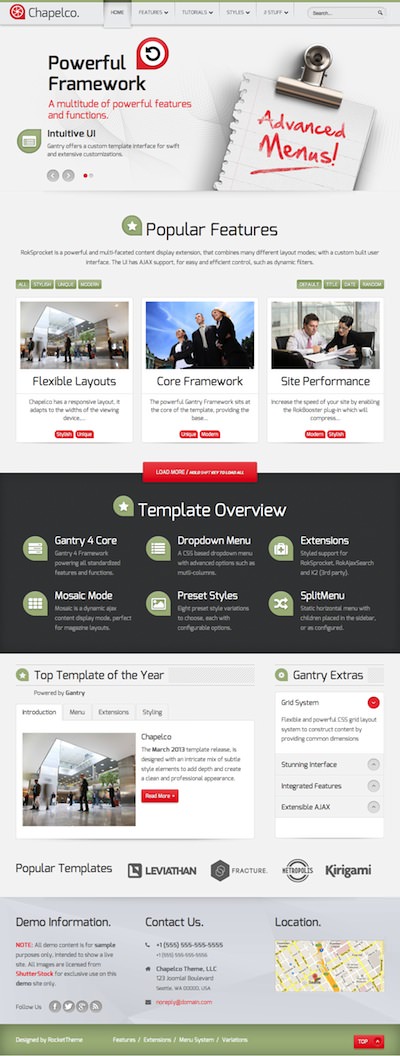 Chapelco.
HOME
FEATURES
TUTORIALS
STYLES
2 STUFF
Search...
Powerful
Framework
A multitude of powerful features
and functions.
Intuitive UI
Gantry offers a custom template interface for swift
and extensive customizations.
Advanced
Menus!
Popular Features
RokSprocket is a powerful and multi-faceted content display extension, that combines many different layout modes; with a custom built user
interface. The UI has AJAX support, for easy and efficient control, such as dynamic filters.
ALL STYLISH UNIQUE MODERN
DEFAULT TITLE DATE RANDOM
Flexible Layouts
Chapelco has a responsive layout, it
adapts to the widths of the viewing
device....
Stylish Unique
Core Framework
The powerful Gantry Framework sits at
the core of the template, providing the
base...
Unique Modern
Site Performance
Increase the speed of your site by enabling
the RokBooster plug-in which will
compress...
Modern Stylish
LOAD MORE / HOLD SHIFT KEY TO LOAD ALL
Template Overview
Gantry 4 Core
Gantry 4 Framework
powering all standardized
features and functions.
Dropdown Menu
A CSS based dropdown menu
with advanced options such as
mutli-columns.
Extensions
Styled support for
RokSprocket, RokAjaxSearch
and K2 (3rd party).
Mosaic Mode
Mosaic is a dynamic ajax
content display mode, perfect
for magazine layouts.
Preset Styles
Eight preset style variations
to choose, each with
configurable options.
SplitMenu
Static horizontal menu with
children placed in the sidebar,
or as configured.
Top Template of the Year
Powered by Gantry
Introduction Menu Extensions Styling
Chapelco
The March 2013 template release, is
designed with an intricate mix of subtle
style elements to add depth and create
a clean and professional appearance.
Read More
Gantry Extras
Grid System
Flexible and powerful CSS grid layout
system to construct content by
providing common dimensions
Stunning Interface
Integrated Features
Extensible AJAX
Popular Templates
LEVIATHAN
FRACTURE.
METROPOLIS
Kirigami
Demo Information.
NOTE: All demo content is for sample
purposes only, intended to show a live
site. All images are licensed from
ShutterStock for exclusive use on this
demo site only.
Follow Us
Contact Us.
+1 (555) 555-555-5555
+1 (555) 555-555-5556
Chapelco Theme, LLC
123 Joomla! Boulevard
Seattle, WA 00000, USA
noreply@domain.com
Location.
Designed by RocketTheme
Features / Extensions / Menu System / Variations
TOP